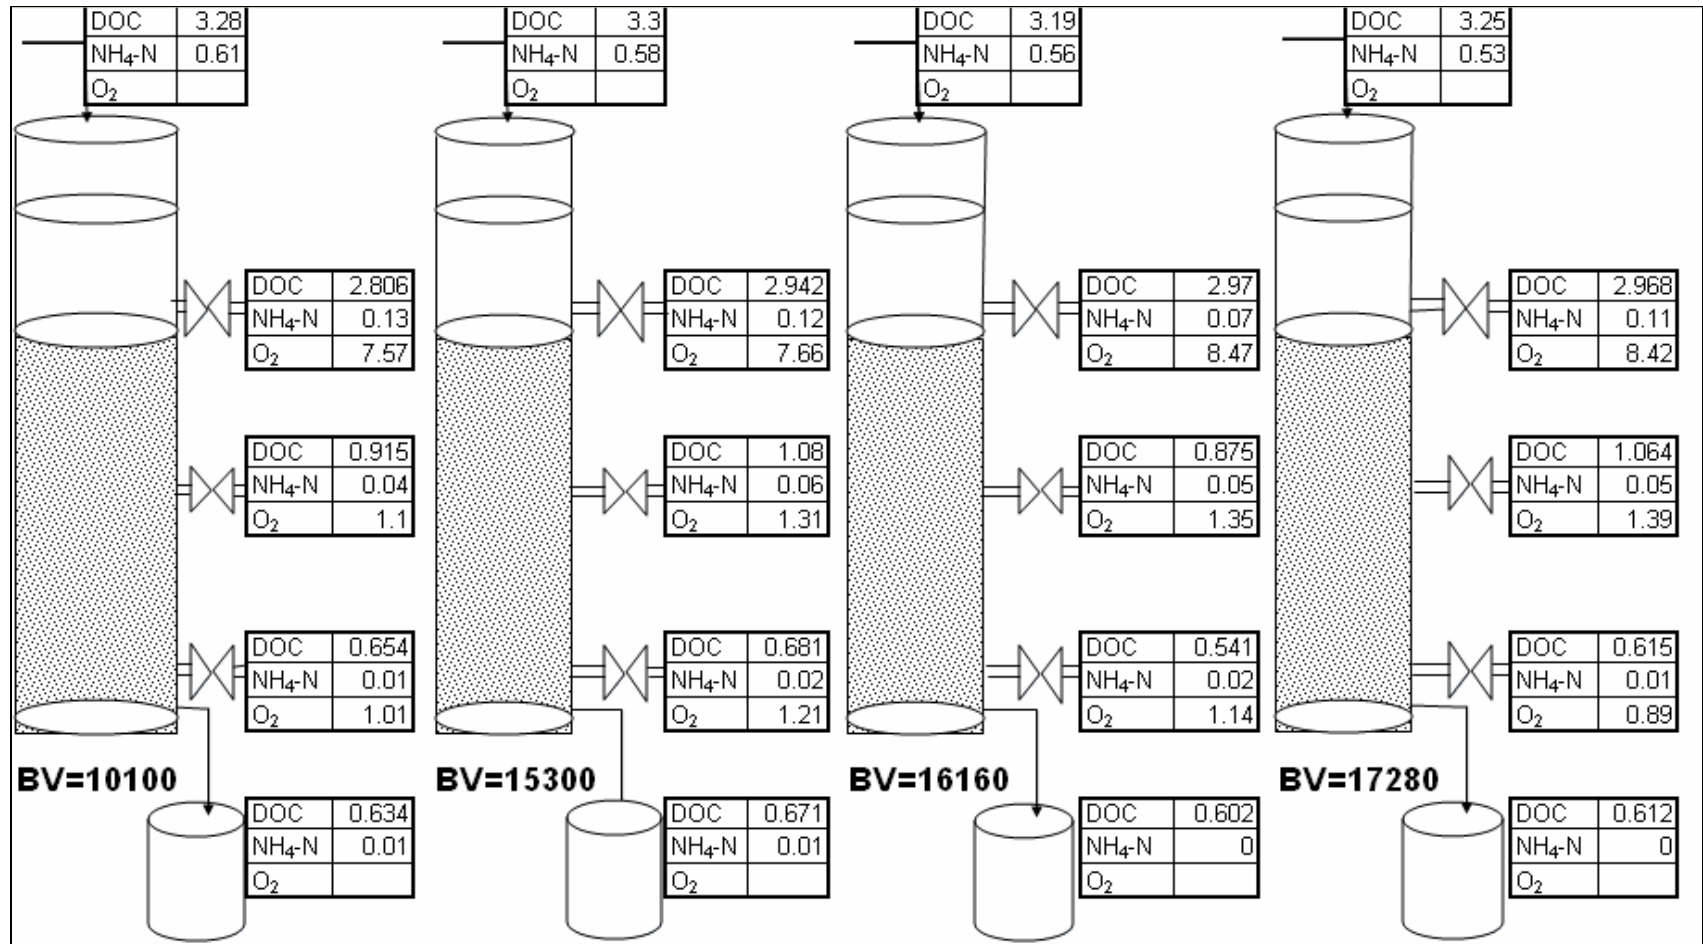 DOC 3.28
NH₄-N 0.61
O₂
DOC 3.3
NH₄-N 0.58
O₂
DOC 3.19
NH₄-N 0.56
O₂
DOC 3.25
NH₄-N 0.53
O₂
DOC 2.806
NH₄-N 0.13
O₂ 7.57
DOC 2.942
NH₄-N 0.12
O₂ 7.66
DOC 2.97
NH₄-N 0.07
O₂ 8.47
DOC 2.968
NH₄-N 0.11
O₂ 8.42
DOC 0.915
NH₄-N 0.04
O₂ 1.1
DOC 1.08
NH₄-N 0.06
O₂ 1.31
DOC 0.875
NH₄-N 0.05
O₂ 1.35
DOC 1.064
NH₄-N 0.05
O₂ 1.39
DOC 0.654
NH₄-N 0.01
O₂ 1.01
DOC 0.681
NH₄-N 0.02
O₂ 1.21
DOC 0.541
NH₄-N 0.02
O₂ 1.14
DOC 0.615
NH₄-N 0.01
O₂ 0.89
BV=10100
BV=15300
BV=16160
BV=17280
DOC 0.634
NH₄-N 0.01
O₂
DOC 0.671
NH₄-N 0.01
O₂
DOC 0.602
NH₄-N 0
O₂
DOC 0.612
NH₄-N 0
O₂